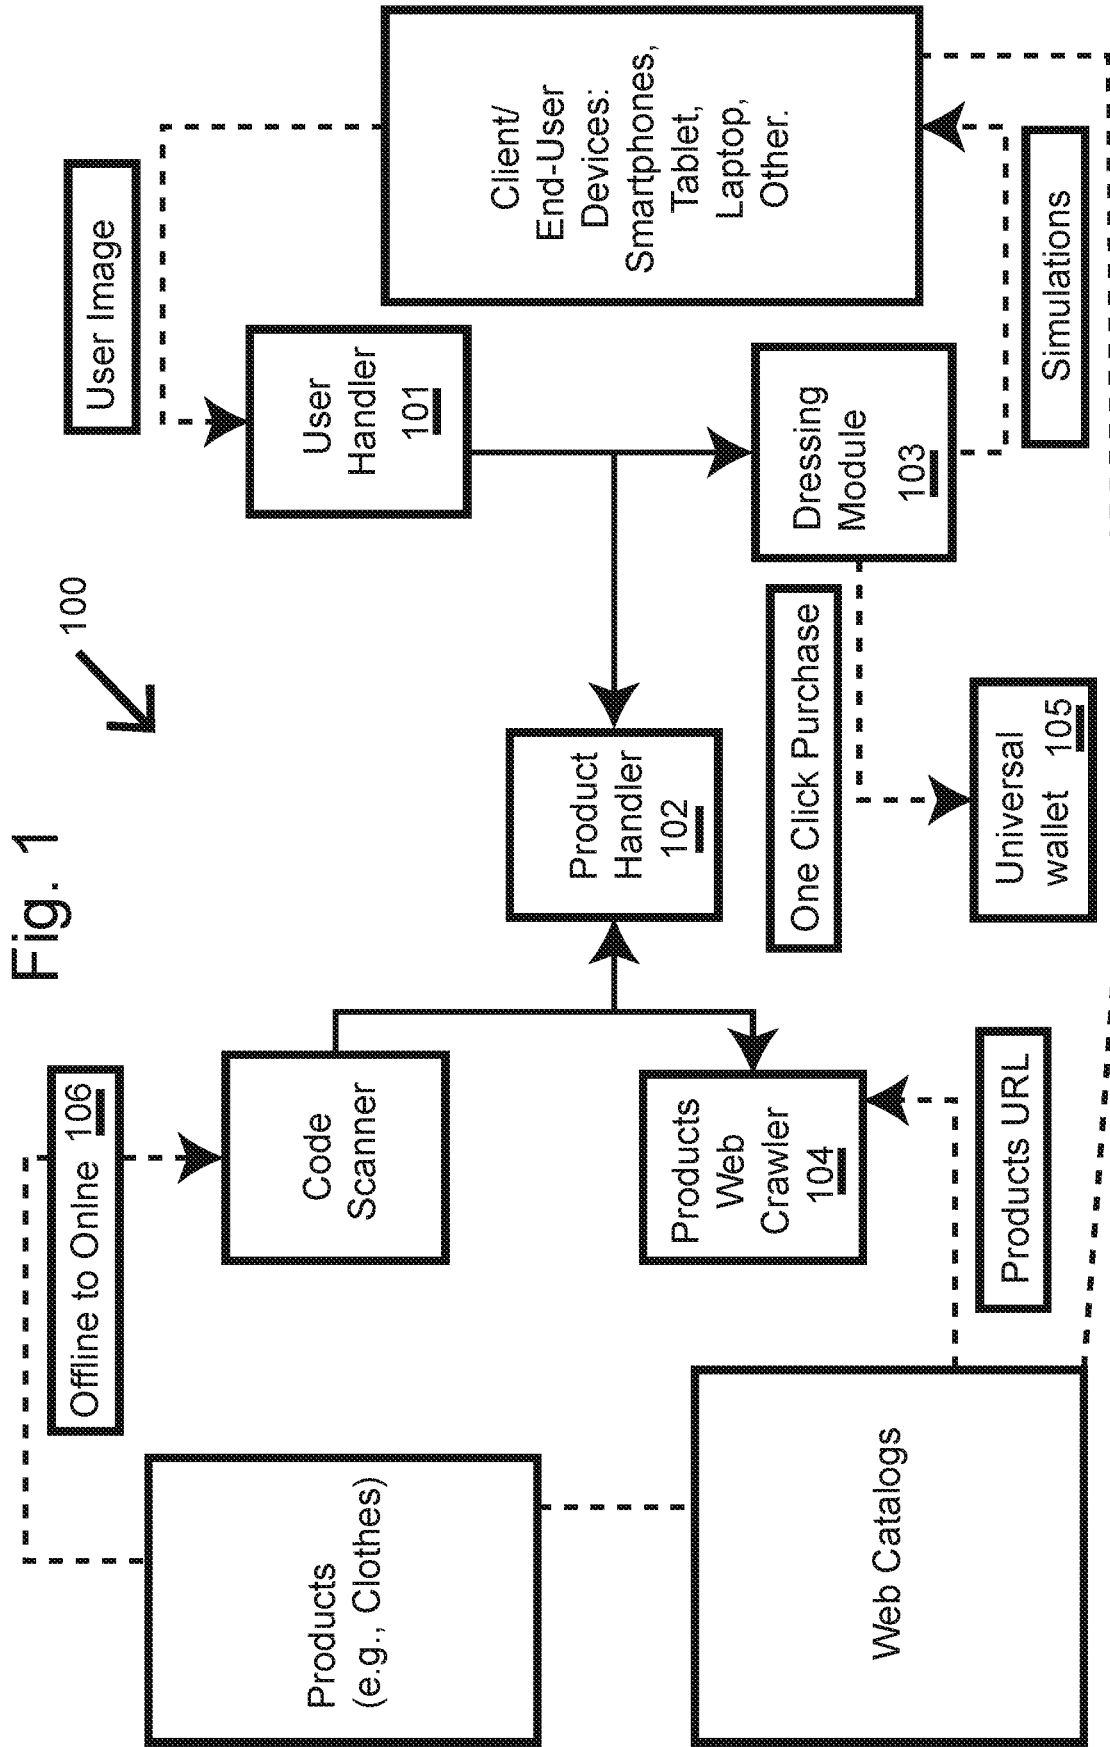 Fig. 1
100
Products
(e.g., Clothes)
Offline to Onlne 106
Code
Scanner
User
Handler
101
User Image
Product
Handler
102
Client/
End-User
Devices:
Smartphones,
Tablet,
Laptop,
Other.
Web Catalogs
Products
Web
Crawler
104
Products URL
One Click Purchase
Universal
wallet 105
Dressing
Module
103
Simulations